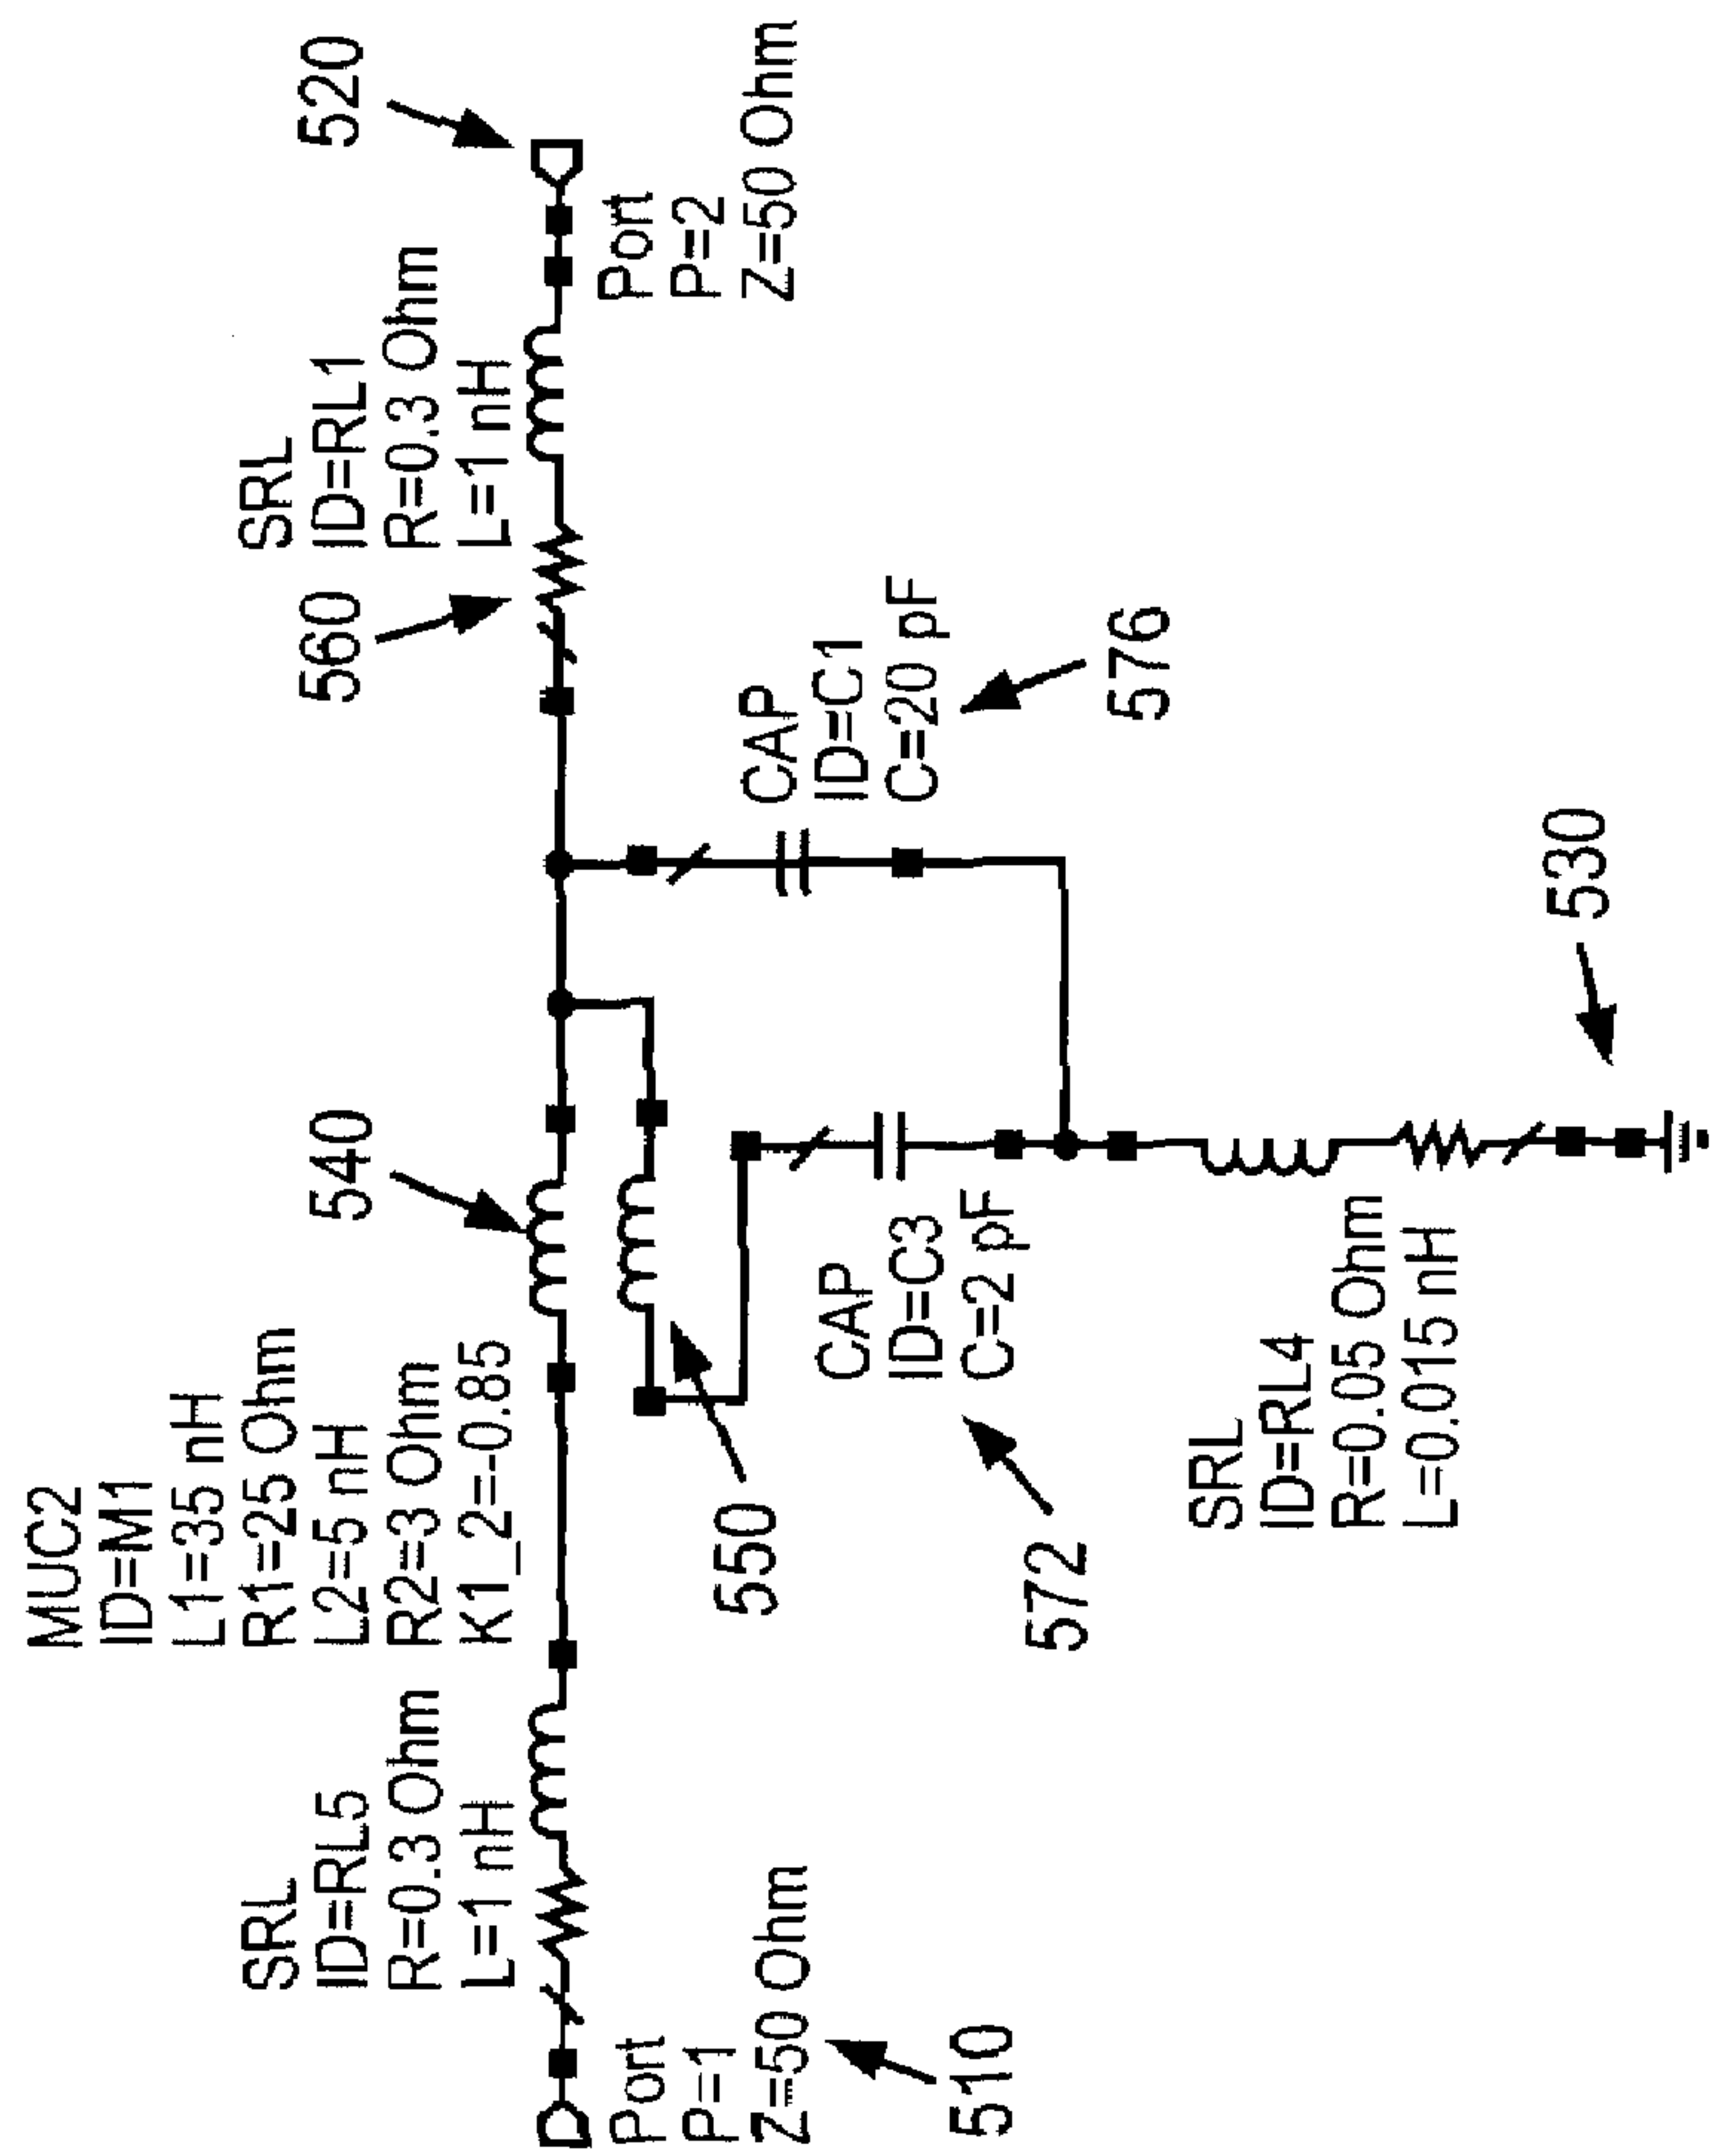 MUC2
ID=M1
L1=35 nH
R1=25 Ohm
L2=5 nH
R2=3 Ohm
K1_2=-0.85
540
SRL
ID=RL5
R=0.3 Ohm
L=1 nH
SRL
ID=RL1
R=0.3 Ohm
L=1 nH
560
520
Port
P=1
Z=50 Ohm
510
550
Port
P=2
Z=50 Ohm
CAP
ID=C1
C=20 pF
576
CAP
ID=C3
C=2 pF
572
SRL
ID=RL4
R=0.05 Ohm
L=0.015 nH
530